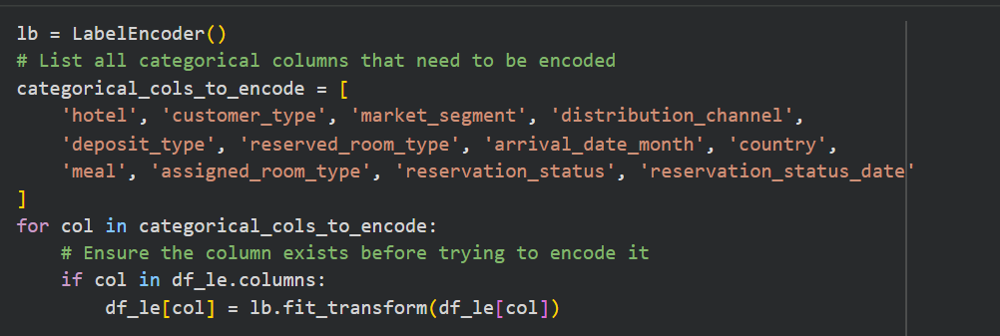 lb = LabelEncoder()
# List all categorical columns that need to be encoded
categorical_cols_to_encode = [
    'hotel', 'customer_type', 'market_segment', 'distribution_channel',
    'deposit_type', 'reserved_room_type', 'arrival_date_month', 'country',
    'meal', 'assigned_room_type', 'reservation_status', 'reservation_status_date'
]
for col in categorical_cols_to_encode:
    # Ensure the column exists before trying to encode it
    if col in df_le.columns:
        df_le[col] = lb.fit_transform(df_le[col])